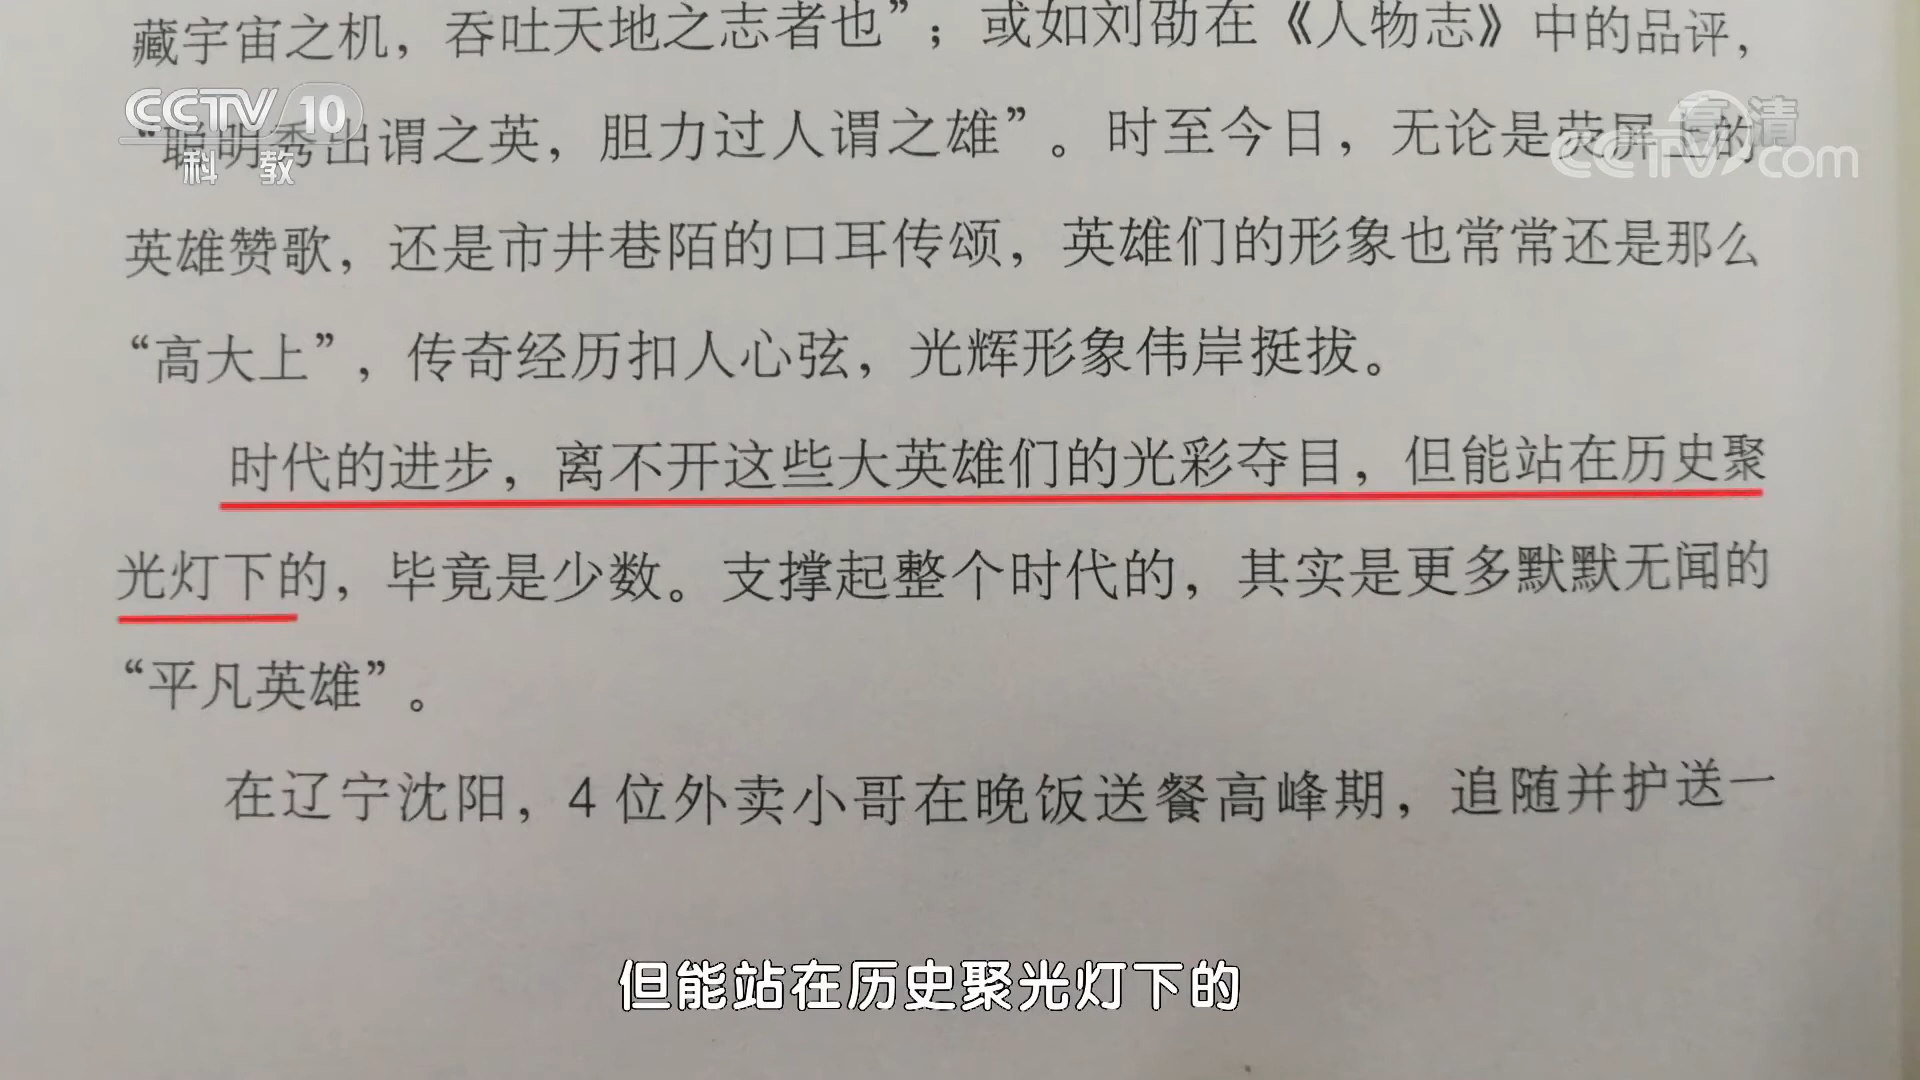 藏宇宙之机，吞吐天地之志者也”；或如刘劭在《人物志》中的品评，
CCTV 10
高清
“聪明秀出谓之英，胆力过人谓之雄”。时至今日，无论是荧屏上的
科教
CCTV.com
英雄赞歌，还是市井巷陌的口耳传颂，英雄们的形象也常常还是那么
“高大上”，传奇经历扣人心弦，光辉形象伟岸挺拔。
时代的进步，离不开这些大英雄们的光彩夺目，但能站在历史聚
光灯下的，毕竟是少数。支撑起整个时代的，其实是更多默默无闻的
“平凡英雄”。
在辽宁沈阳，4位外卖小哥在晚饭送餐高峰期，追随并护送一
但能站在历史聚光灯下的